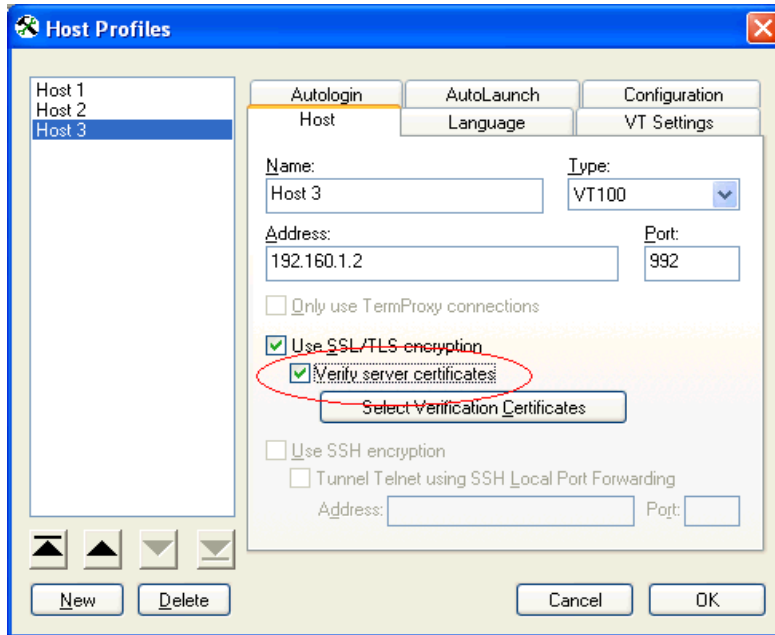 Host Profiles
Host 1
Host 2
Host 3
Autologin AutoLaunch Configuration
Host Language VT Settings
Name: Type:
Host 3 VT100
Address: Port:
192.160.1.2 992
Only use TermProxy connections
Use SSL/TLS encryption
Verify server certificates
Select Verification Certificates
Use SSH encryption
Tunnel Telnet using SSH Local Port Forwarding
Address: Port:
New Delete Cancel OK